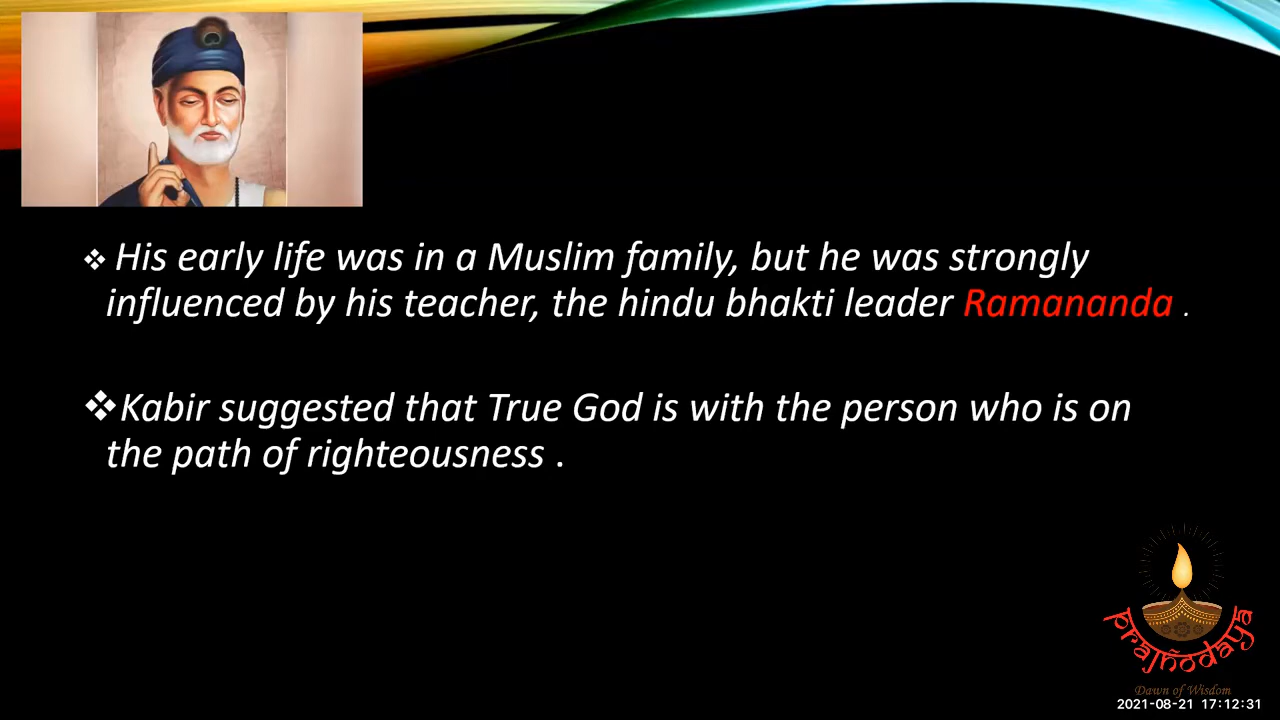 ❖ His early life was in a Muslim family, but he was strongly
influenced by his teacher, the hindu bhakti leader Ramananda .
❖Kabir suggested that True God is with the person who is on
the path of righteousness .
prajñodaya
Dawn of Wisdom
2021-08-21 17:12:31